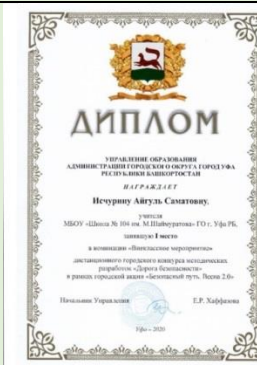 ДИПЛОМ
УПРАВЛЕНИЕ ОБРАЗОВАНИЯ
АДМИНИСТРАЦИИ ГОРОДСКОГО ОКРУГА ГОРОД УФА
РЕСПУБЛИКИ БАШКОРТОСТАН
НАГРАЖДАЕТ
Исчурину Айгуль Саматовну,
учителя
МБОУ «Школа № 104 им. М.Шаймуратова» ГО г. Уфа РБ,
занявшую I место
в номинации «Внеклассное мероприятие»
дистанционного городского конкурса методических
разработок «Дорога безопасности»
в рамках городской акции «Безопасный путь. Весна 2.0»
Начальник Управления Е.Р. Хаффазова
Уфа – 2020